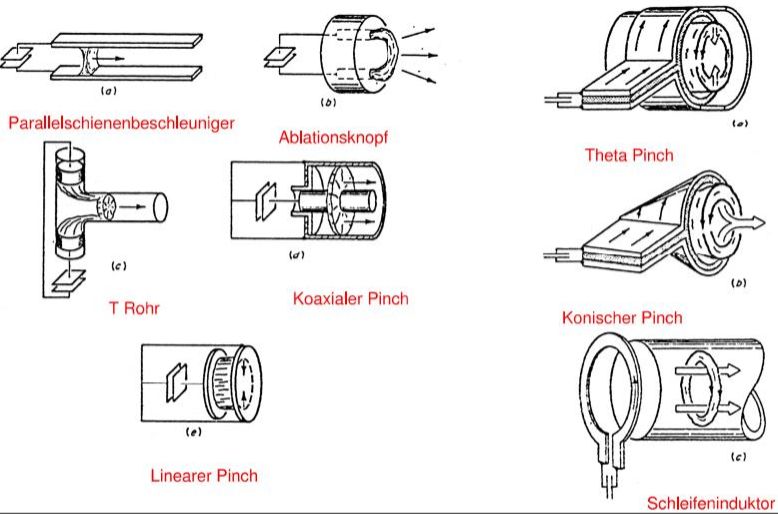 (a)
Parallelschienenbeschleuniger
(b)
Ablationsknopf
(c)
T Rohr
(d)
Koaxialer Pinch
(e)
Linearer Pinch
(a)
Theta Pinch
(b)
Konischer Pinch
(c)
Schleifeninduktor